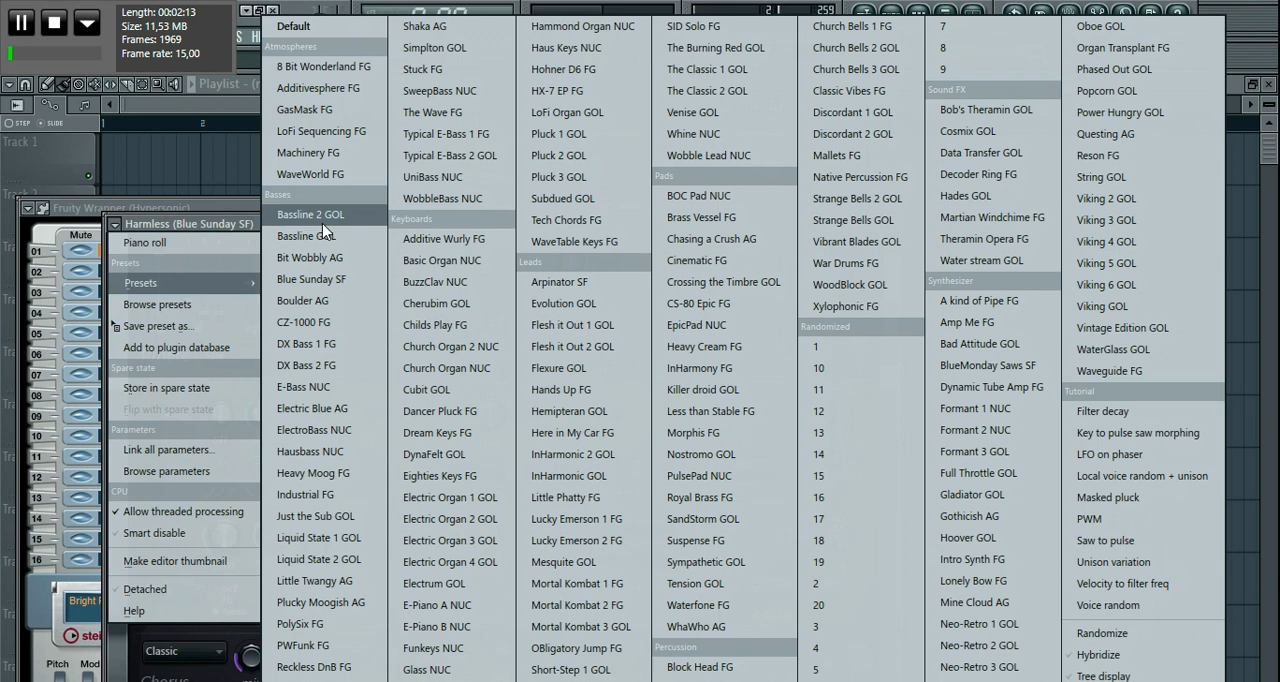 Length: 00:02:13
Size: 11,53 MB
Frames: 1969
Frame rate: 15,00
Playlist - (
STEP
SLIDE
1
2
Track 1
Fruity Wrapper (Hypersonic)
Mute
01
02
03
04
05
06
07
08
09
10
11
12
13
14
15
16
Bright
stei
Pitch
Mod
Harmless (Blue Sunday SF)
Piano roll
Presets
Presets
Browse presets
Save preset as...
Add to plugin database
Spare state
Store in spare state
Flip with spare state
Parameters
Link all parameters...
Browse parameters
CPU
Allow threaded processing
Smart disable
Make editor thumbnail
Detached
Help
Classic
Default
Atmospheres
8 Bit Wonderland FG
Additivesphere FG
GasMask FG
LoFi Sequencing FG
Machinery FG
WaveWorld FG
Basses
Bassline 2 GOL
Bassline GOL
Bit Wobbly AG
Blue Sunday SF
Boulder AG
CZ-1000 FG
DX Bass 1 FG
DX Bass 2 FG
E-Bass NUC
Electric Blue AG
ElectroBass NUC
Hausbass NUC
Heavy Moog FG
Industrial FG
Just the Sub GOL
Liquid State 1 GOL
Liquid State 2 GOL
Little Twangy AG
Plucky Moogish AG
PolySix FG
PWFunk FG
Reckless DnB FG
Shaka AG
Simplton GOL
Stuck FG
SweepBass NUC
The Wave FG
Typical E-Bass 1 FG
Typical E-Bass 2 GOL
UniBass NUC
WobbleBass NUC
Keyboards
Additive Wurly FG
Basic Organ NUC
BuzzClav NUC
Cherubim GOL
Childs Play FG
Church Organ 2 NUC
Church Organ NUC
Cubit GOL
Dancer Pluck FG
Dream Keys FG
DynaFelt GOL
Eighties Keys FG
Electric Organ 1 GOL
Electric Organ 2 GOL
Electric Organ 3 GOL
Electric Organ 4 GOL
Electrum GOL
E-Piano A NUC
E-Piano B NUC
Funkeys NUC
Glass NUC
Hammond Organ NUC
Haus Keys NUC
Hohner D6 FG
HX-7 EP FG
LoFi Organ GOL
Pluck 1 GOL
Pluck 2 GOL
Pluck 3 GOL
Subdued GOL
Tech Chords FG
WaveTable Keys FG
Leads
Arpinator SF
Evolution GOL
Flesh it Out 1 GOL
Flesh it Out 2 GOL
Flexure GOL
Hands Up FG
Hemipteran GOL
Here in My Car FG
InHarmonic 2 GOL
InHarmonic GOL
Little Phatty FG
Lucky Emerson 1 FG
Lucky Emerson 2 FG
Mesquite GOL
Mortal Kombat 1 FG
Mortal Kombat 2 FG
Mortal Kombat 3 GOL
OBligatory Jump FG
Short-Step 1 GOL
SID Solo FG
The Burning Red GOL
The Classic 1 GOL
The Classic 2 GOL
Venise GOL
Whine NUC
Wobble Lead NUC
Pads
BOC Pad NUC
Brass Vessel FG
Chasing a Crush AG
Cinematic FG
Crossing the Timbre GOL
CS-80 Epic FG
EpicPad NUC
Heavy Cream FG
InHarmony FG
Killer droid GOL
Less than Stable FG
Morphis FG
Nostromo GOL
PulsePad NUC
Royal Brass FG
SandStorm GOL
Suspense FG
Sympathetic GOL
Tension GOL
Waterfone FG
WhaWho AG
Percussion
Block Head FG
Church Bells 1 FG
Church Bells 2 GOL
Church Bells 3 GOL
Classic Vibes FG
Discordant 1 GOL
Discordant 2 GOL
Mallets FG
Native Percussion FG
Strange Bells 2 GOL
Strange Bells GOL
Vibrant Blades GOL
War Drums FG
WoodBlock GOL
Xylophonic FG
Randomized
1
10
11
12
13
14
15
16
17
18
19
2
20
3
4
5
7
8
9
Sound FX
Bob's Theramin GOL
Cosmix GOL
Data Transfer GOL
Decoder Ring FG
Hades GOL
Martian Windchime FG
Theramin Opera FG
Water stream GOL
Synthesizer
A kind of Pipe FG
Amp Me FG
Bad Attitude GOL
BlueMonday Saws SF
Dynamic Tube Amp FG
Formant 1 NUC
Formant 2 NUC
Formant 3 GOL
Full Throttle GOL
Gladiator GOL
Gothicish AG
Hoover GOL
Intro Synth FG
Lonely Bow FG
Mine Cloud AG
Neo-Retro 1 GOL
Neo-Retro 2 GOL
Neo-Retro 3 GOL
Oboe GOL
Organ Transplant FG
Phased Out GOL
Popcorn GOL
Power Hungry GOL
Questing AG
Reson FG
String GOL
Viking 2 GOL
Viking 3 GOL
Viking 4 GOL
Viking 5 GOL
Viking 6 GOL
Viking GOL
Vintage Edition GOL
WaterGlass GOL
Waveguide FG
Tutorial
Filter decay
Key to pulse saw morphing
LFO on phaser
Local voice random + unison
Masked pluck
PWM
Saw to pulse
Unison variation
Velocity to filter freq
Voice random
Randomize
Hybridize
Tree display